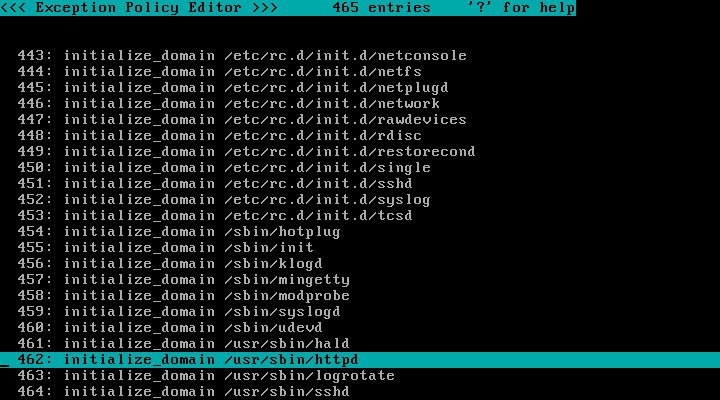 <<< Exception Policy Editor >>>      465 entries    '?' for help
443: initialize_domain /etc/rc.d/init.d/netconsole
444: initialize_domain /etc/rc.d/init.d/netfs
445: initialize_domain /etc/rc.d/init.d/netplugd
446: initialize_domain /etc/rc.d/init.d/network
447: initialize_domain /etc/rc.d/init.d/rawdevices
448: initialize_domain /etc/rc.d/init.d/rdisc
449: initialize_domain /etc/rc.d/init.d/restorecond
450: initialize_domain /etc/rc.d/init.d/single
451: initialize_domain /etc/rc.d/init.d/sshd
452: initialize_domain /etc/rc.d/init.d/syslog
453: initialize_domain /etc/rc.d/init.d/tcsd
454: initialize_domain /sbin/hotplug
455: initialize_domain /sbin/init
456: initialize_domain /sbin/klogd
457: initialize_domain /sbin/mingetty
458: initialize_domain /sbin/modprobe
459: initialize_domain /sbin/syslogd
460: initialize_domain /sbin/udevd
461: initialize_domain /usr/sbin/hald
462: initialize_domain /usr/sbin/httpd
463: initialize_domain /usr/sbin/logrotate
464: initialize_domain /usr/sbin/sshd